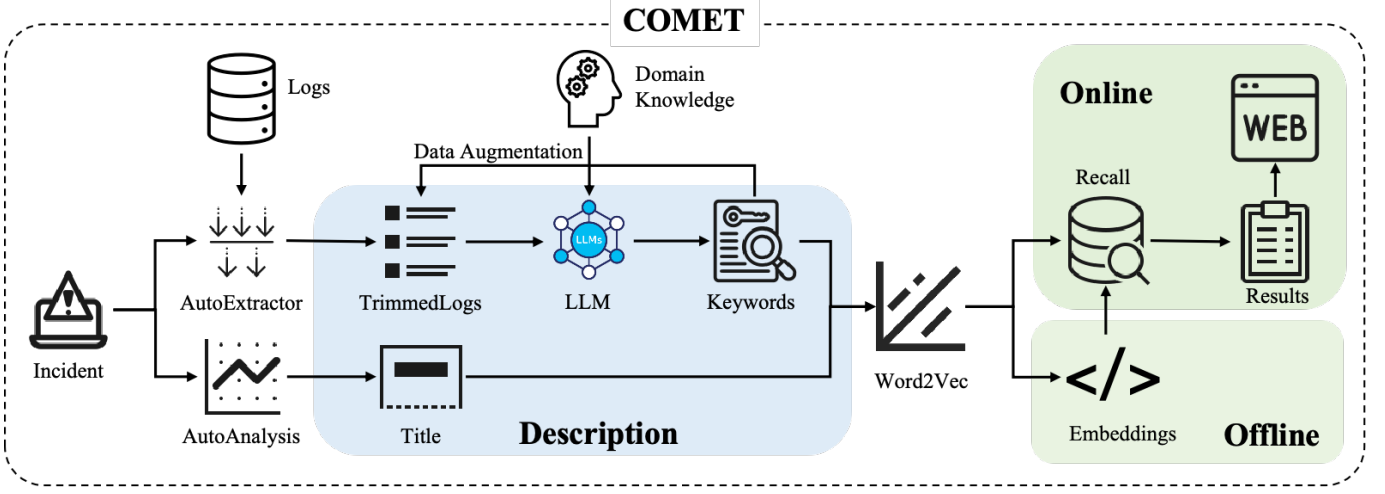 COMET
Logs
Domain
Knowledge
Data Augmentation
Online
WEB
Recall
LLMs
AutoExtractor
TrimmedLogs
LLM
Keywords
Results
Incident
Word2Vec
</>
AutoAnalysis
Title
Description
Embeddings
Offline